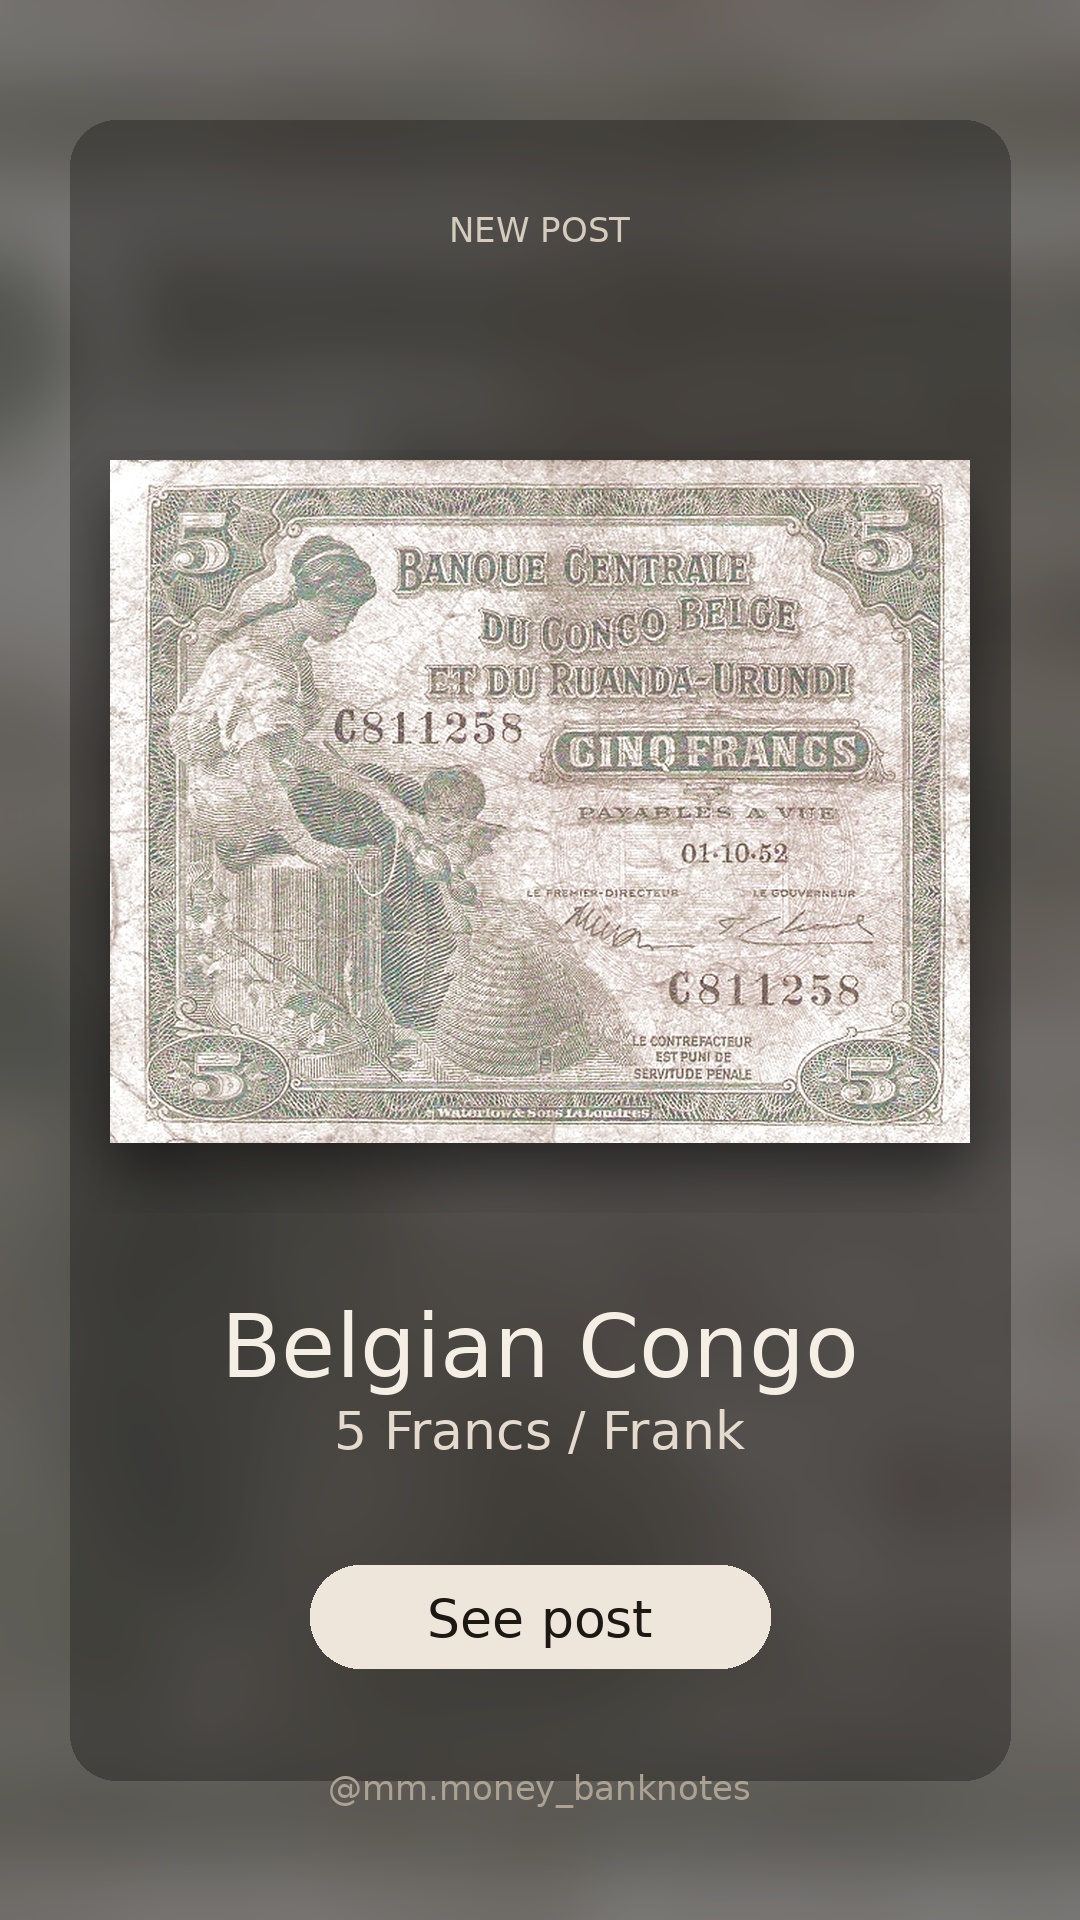 NEW POST
5
5
BANQUE CENTRALE
DU CONGO BELGE
ET DU RUANDA-URUNDI
C811258
CINQ FRANCS
PAYABLES A VUE
01·10·52
LE PREMIER-DIRECTEUR
LE GOUVERNEUR
C811258
LE CONTREFACTEUR
EST PUNI DE
SERVITUDE PÉNALE
5
5
Waterlow & Sons Ld Londres
Belgian Congo
5 Francs / Frank
See post
@mm.money_banknotes